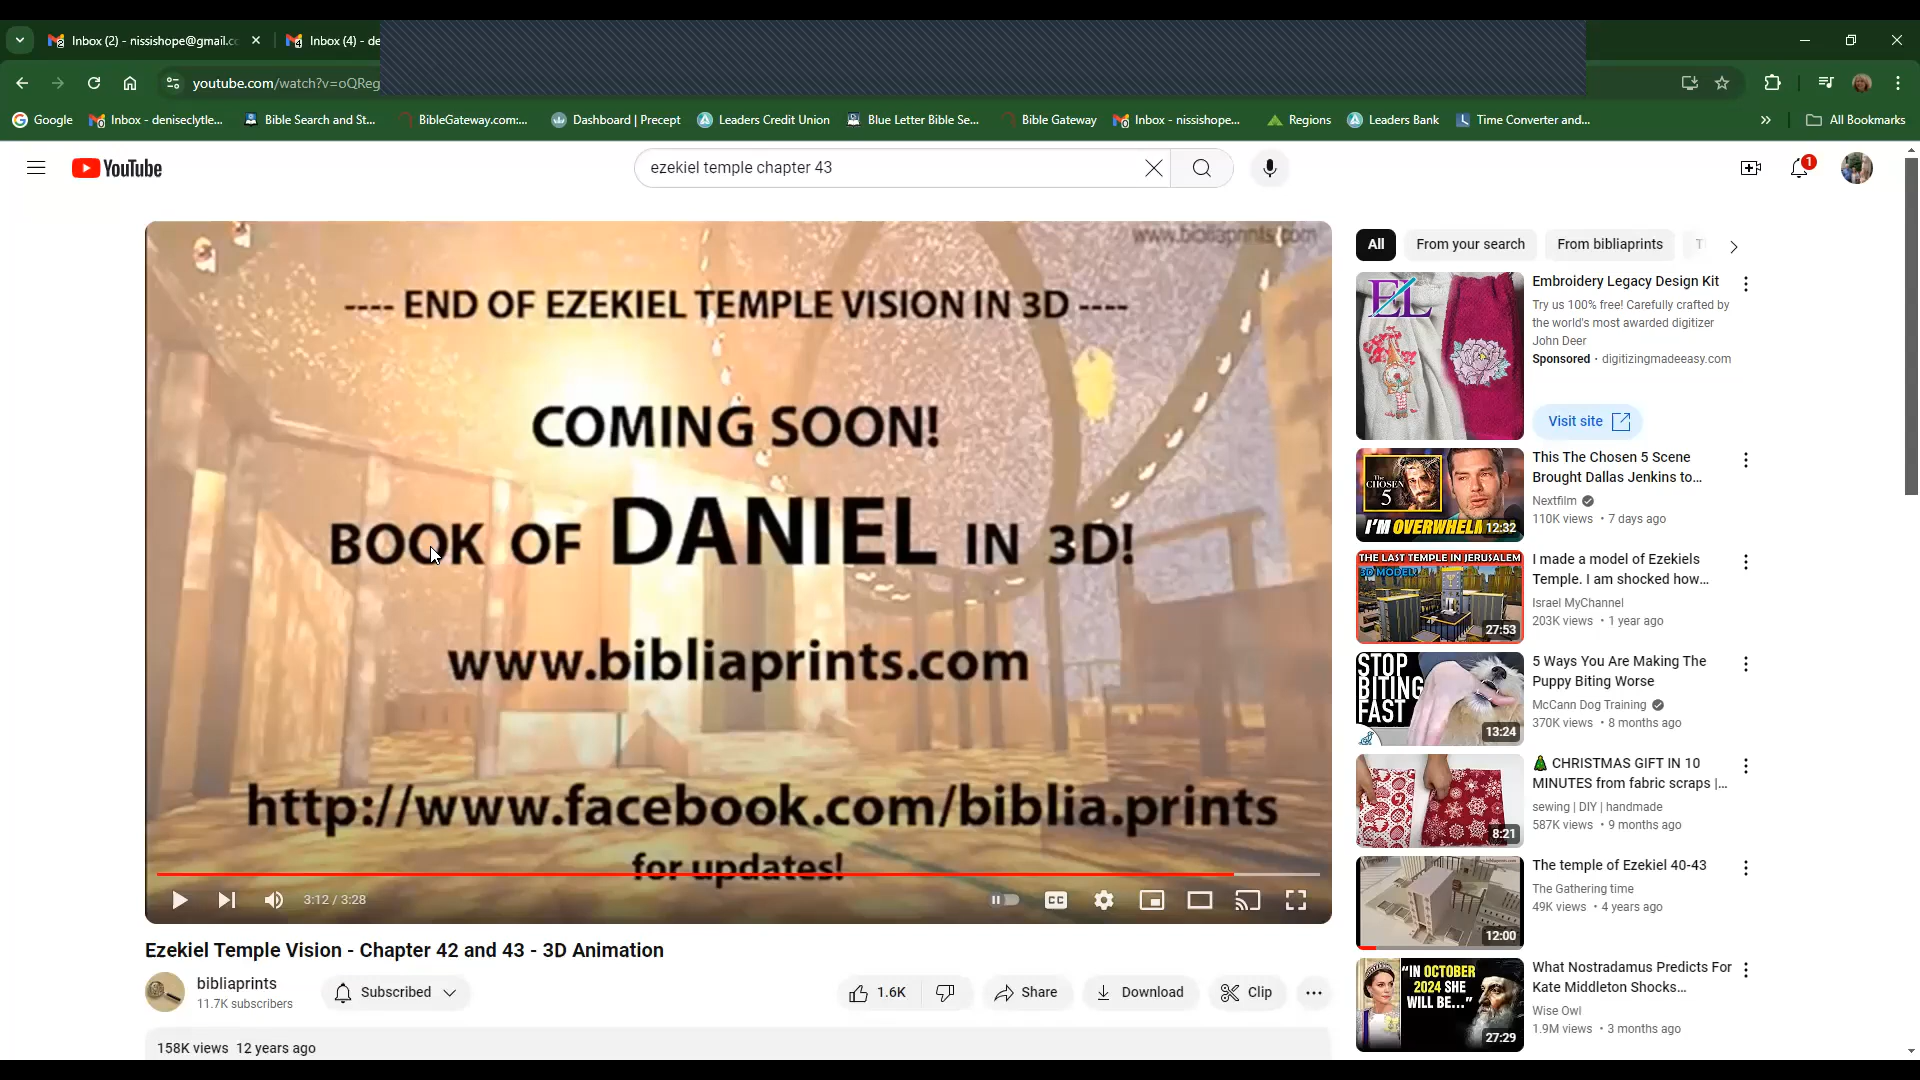 Inbox (2) - nissishope@gmail.c
Inbox (4) - de
youtube.com/watch?v=oQReg
Google
Inbox - deniseclytle...
Bible Search and St...
BibleGateway.com:...
Dashboard | Precept
Leaders Credit Union
Blue Letter Bible Se...
Bible Gateway
Inbox - nissishope...
Regions
Leaders Bank
Time Converter and...
All Bookmarks
YouTube
ezekiel temple chapter 43
1
www.bibliaprints.com
---- END OF EZEKIEL TEMPLE VISION IN 3D ----
COMING SOON!
BOOK OF DANIEL IN 3D!
www.bibliaprints.com
http://www.facebook.com/biblia.prints
for updates!
3:12 / 3:28
CC
Ezekiel Temple Vision - Chapter 42 and 43 - 3D Animation
bibliaprints
11.7K subscribers
Subscribed
1.6K
Share
Download
Clip
158K views 12 years ago
All
From your search
From bibliaprints
EL
Embroidery Legacy Design Kit
Try us 100% free! Carefully crafted by
the world's most awarded digitizer
John Deer
Sponsored · digitizingmadeeasy.com
Visit site
The
CHOSEN
5
I'M OVERWHELM
12:32
This The Chosen 5 Scene
Brought Dallas Jenkins to...
Nextfilm
110K views • 7 days ago
THE LAST TEMPLE IN JERUSALEM
3D MODEL!
27:53
I made a model of Ezekiels
Temple. I am shocked how...
Israel MyChannel
203K views • 1 year ago
STOP
BITING
FAST
13:24
5 Ways You Are Making The
Puppy Biting Worse
McCann Dog Training
370K views • 8 months ago
8:21
CHRISTMAS GIFT IN 10
MINUTES from fabric scraps |...
sewing | DIY | handmade
587K views • 9 months ago
12:00
The temple of Ezekiel 40-43
The Gathering time
49K views • 4 years ago
"IN OCTOBER
2024 SHE
WILL BE..."
27:29
What Nostradamus Predicts For
Kate Middleton Shocks...
Wise Owl
1.9M views • 3 months ago